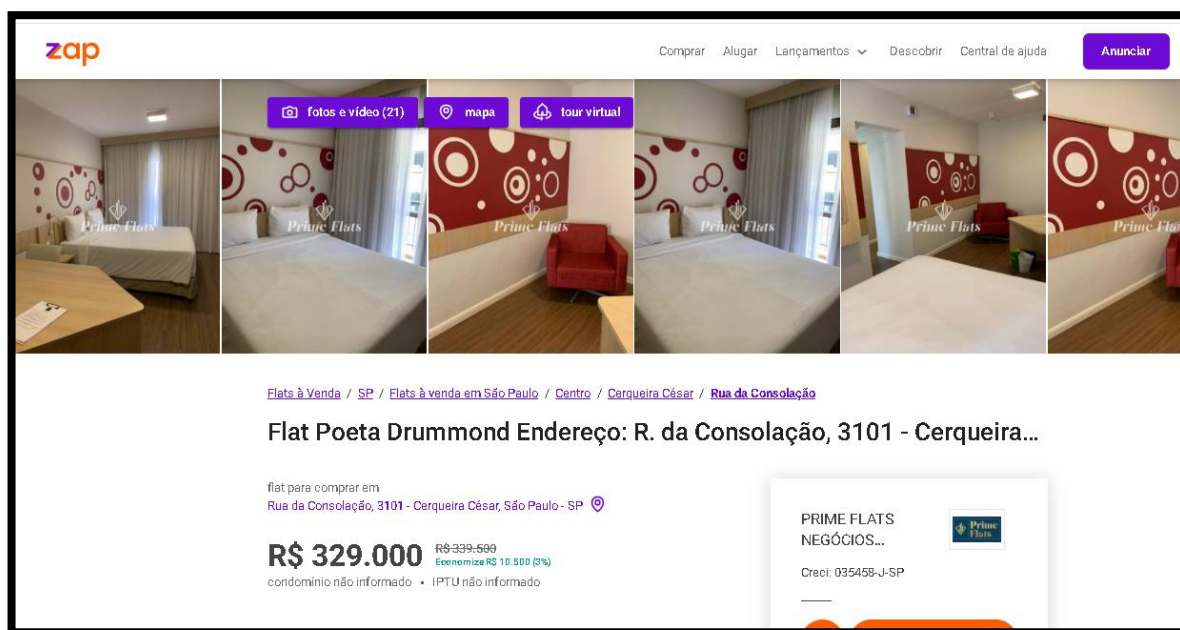 zap
Comprar Alugar Lançamentos Descobrir Central de ajuda Anunciar
fotos e vídeo (21) mapa tour virtual
Prime Flats Prime Flats Prime Flats Prime Flats Prime Flats Prime Fla
Flats à Venda / SP / Flats à venda em São Paulo / Centro / Cerqueira César / Rua da Consolação
Flat Poeta Drummond Endereço: R. da Consolação, 3101 - Cerqueira...
flat para comprar em
Rua da Consolação, 3101 - Cerqueira César, São Paulo - SP
R$ 329.000 R$ 339.500
Economize R$ 10.500 (3%)
condomínio não informado • IPTU não informado
PRIME FLATS
NEGÓCIOS...
Prime
Flats
Creci: 035458-J-SP